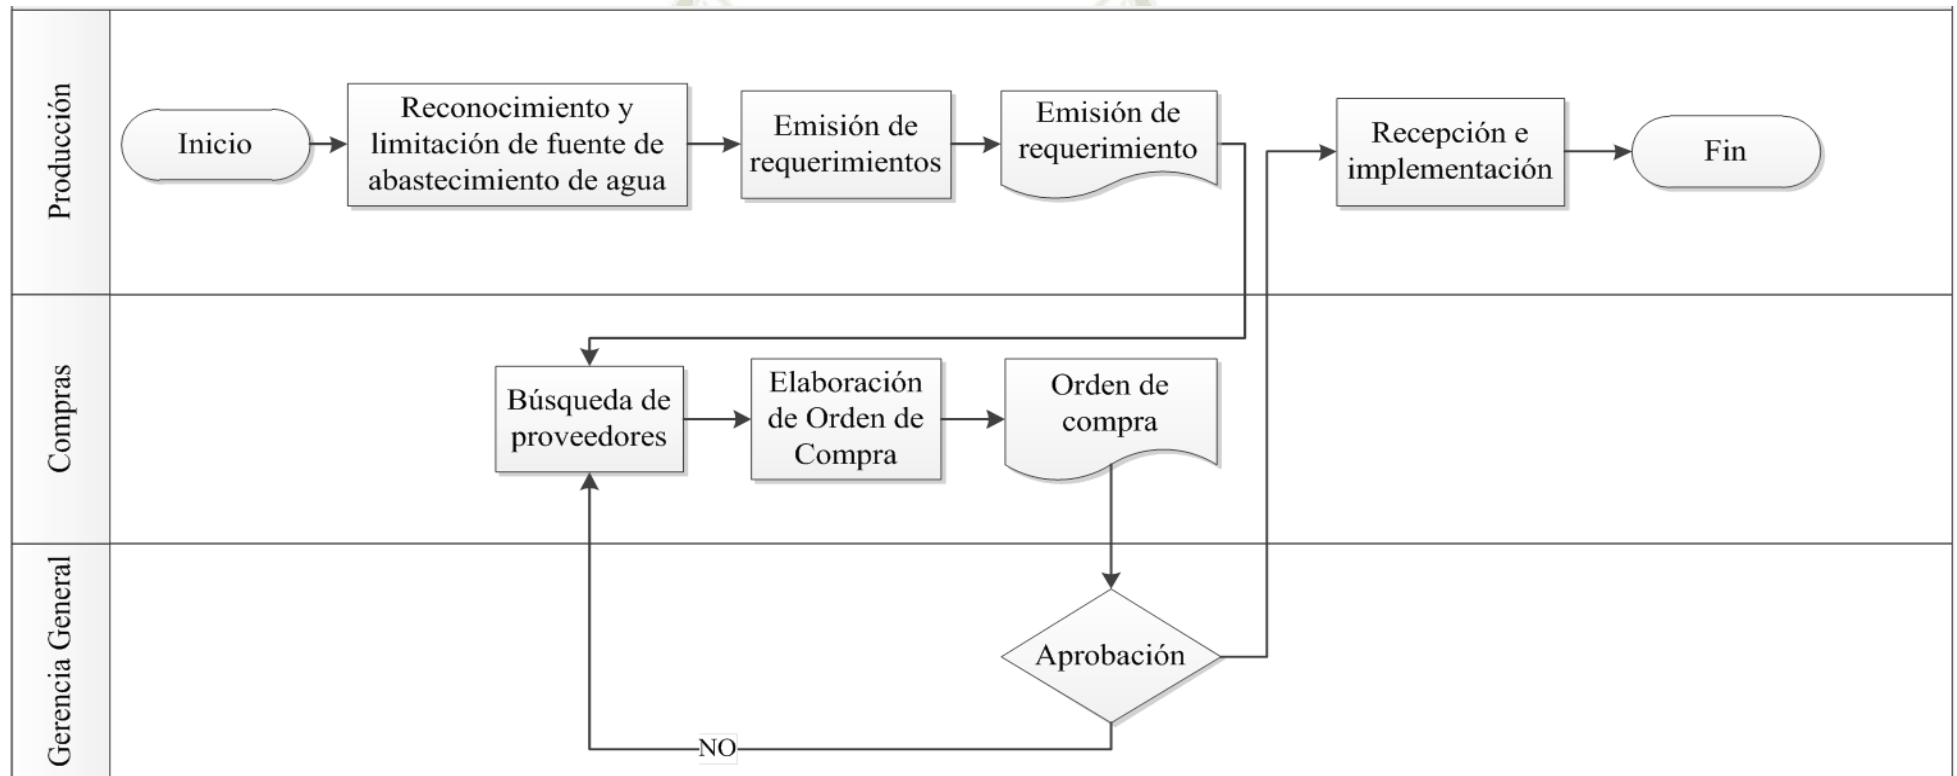 Producción
Inicio
Reconocimiento y
limitación de fuente de
abastecimiento de agua
Emisión de
requerimientos
Emisión de
requerimiento
Recepción e
implementación
Fin
Compras
Búsqueda de
proveedores
Elaboración
de Orden de
Compra
Orden de
compra
Gerencia General
Aprobación
NO